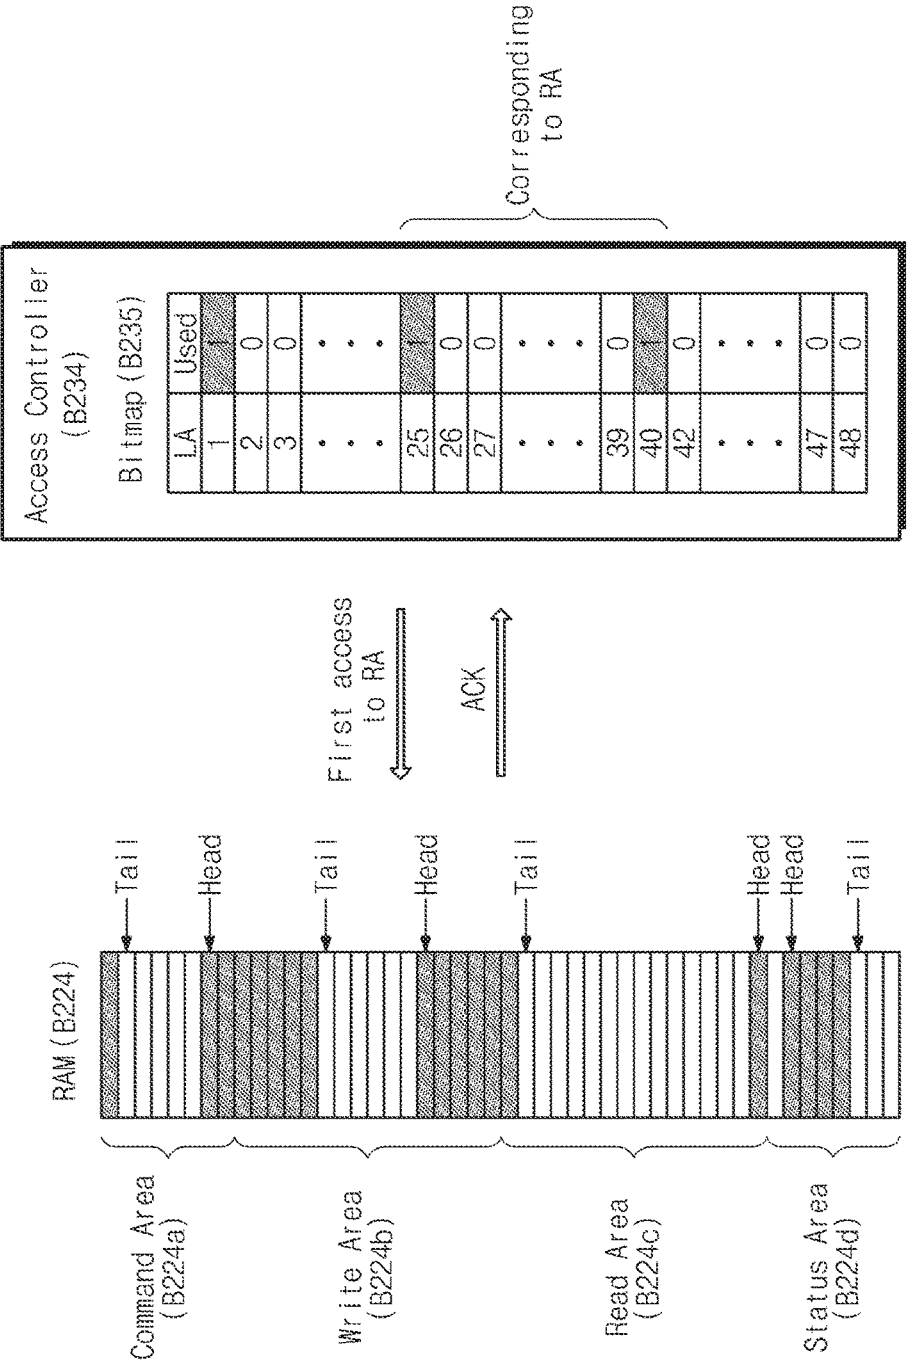 RAM(B224)
Command Area
(B224a)
Write Area
(B224b)
Read Area
(B224c)
Status Area
(B224d)
Tail
Head
Tail
Head
Tail
Head
Head
Tail
First access
to RA
ACK
Access Controller
(B234)
Bitmap(B235)
LA Used
1 1
2 0
3 0
· · · · · ·
25 1
26 0
27 0
· · · · · ·
39 0
40 1
42 0
· · · · · ·
47 0
48 0
Corresponding
to RA